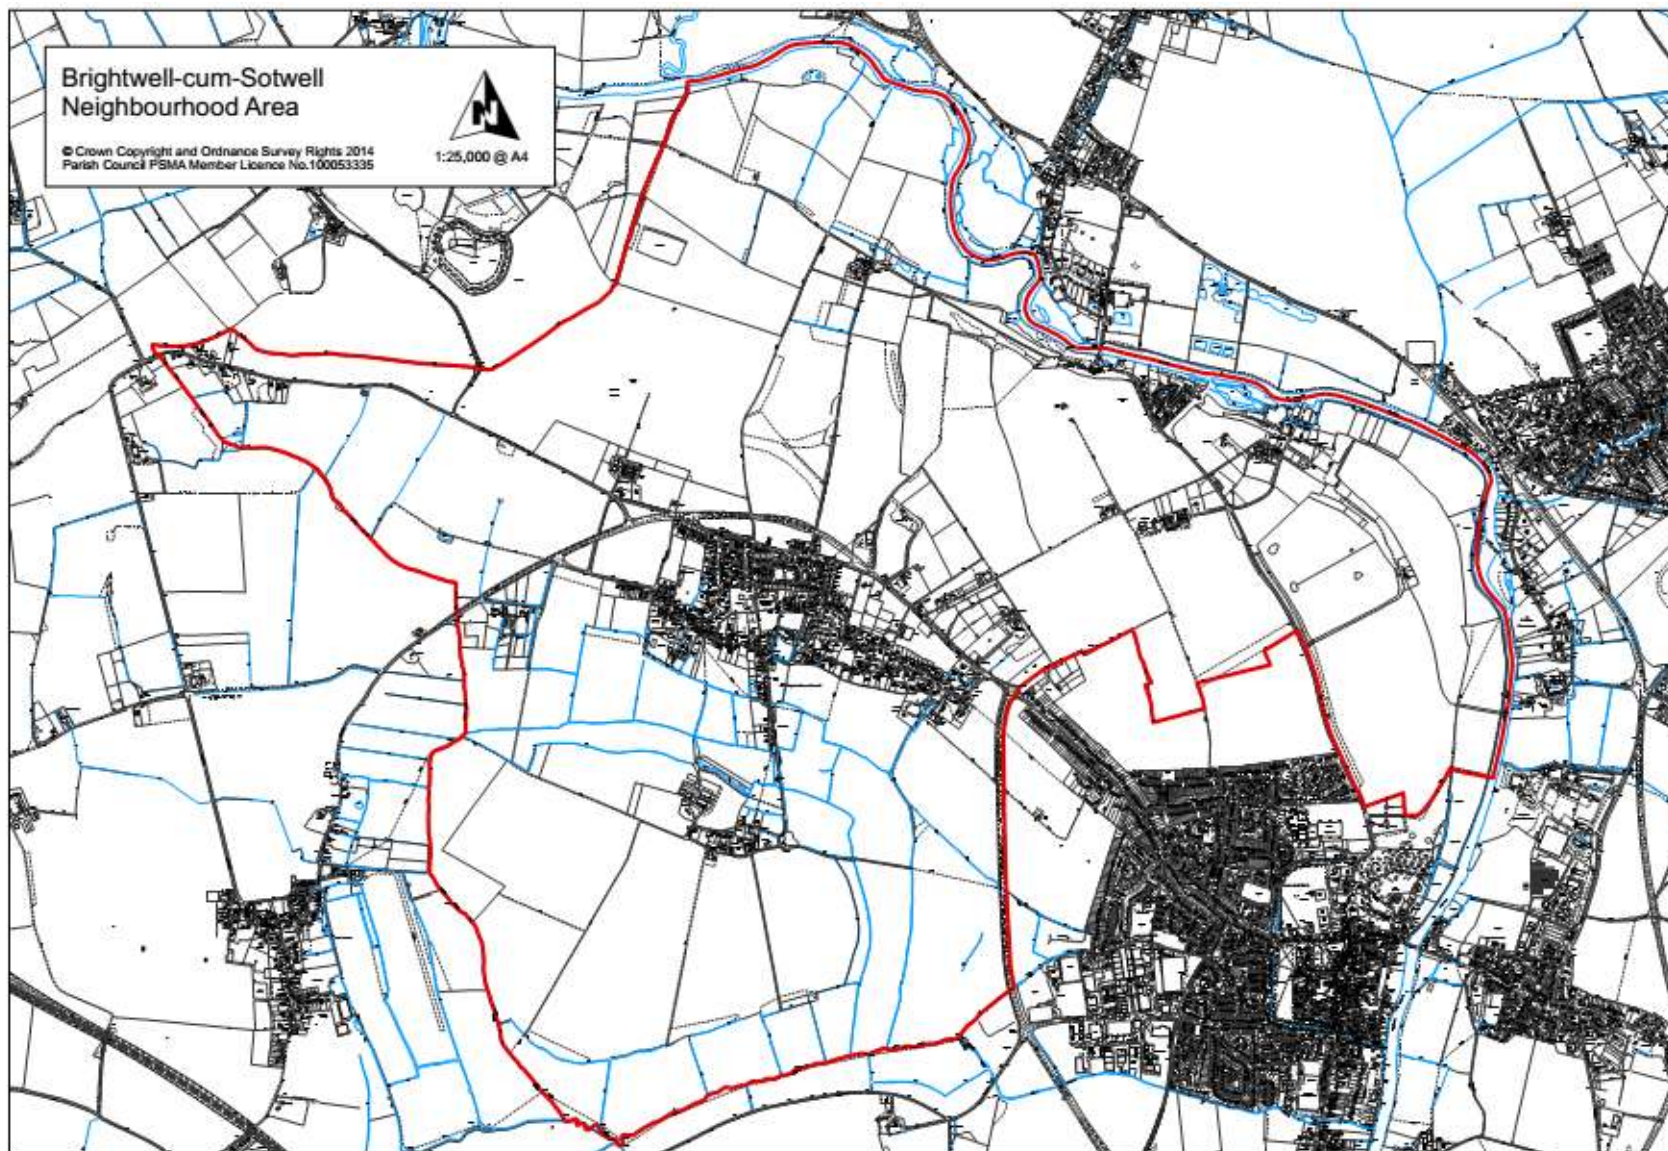 Brightwell-cum-Sotwell
Neighbourhood Area
© Crown Copyright and Ordnance Survey Rights 2014
Parish Council PSMA Member Licence No.100053335
N
1:25,000 @ A4